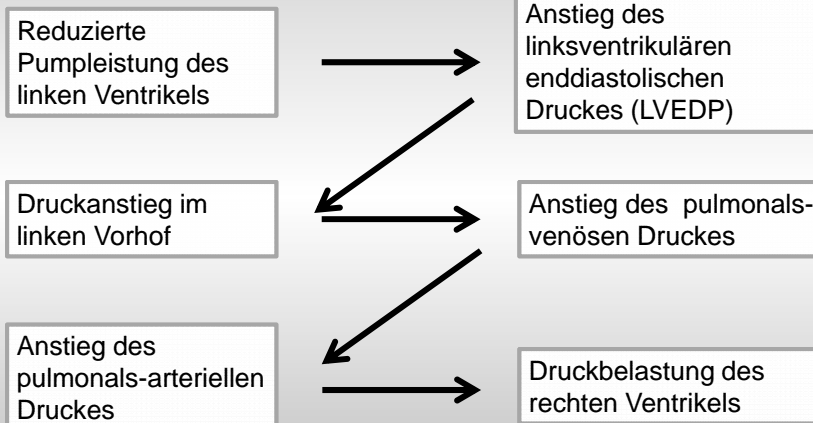 Reduzierte
Pumpleistung des
linken Ventrikels
Anstieg des
linksventrikulären
enddiastolischen
Druckes (LVEDP)
Druckanstieg im
linken Vorhof
Anstieg des  pulmonals-
venösen Druckes
Anstieg des
pulmonals-arteriellen
Druckes
Druckbelastung des
rechten Ventrikels